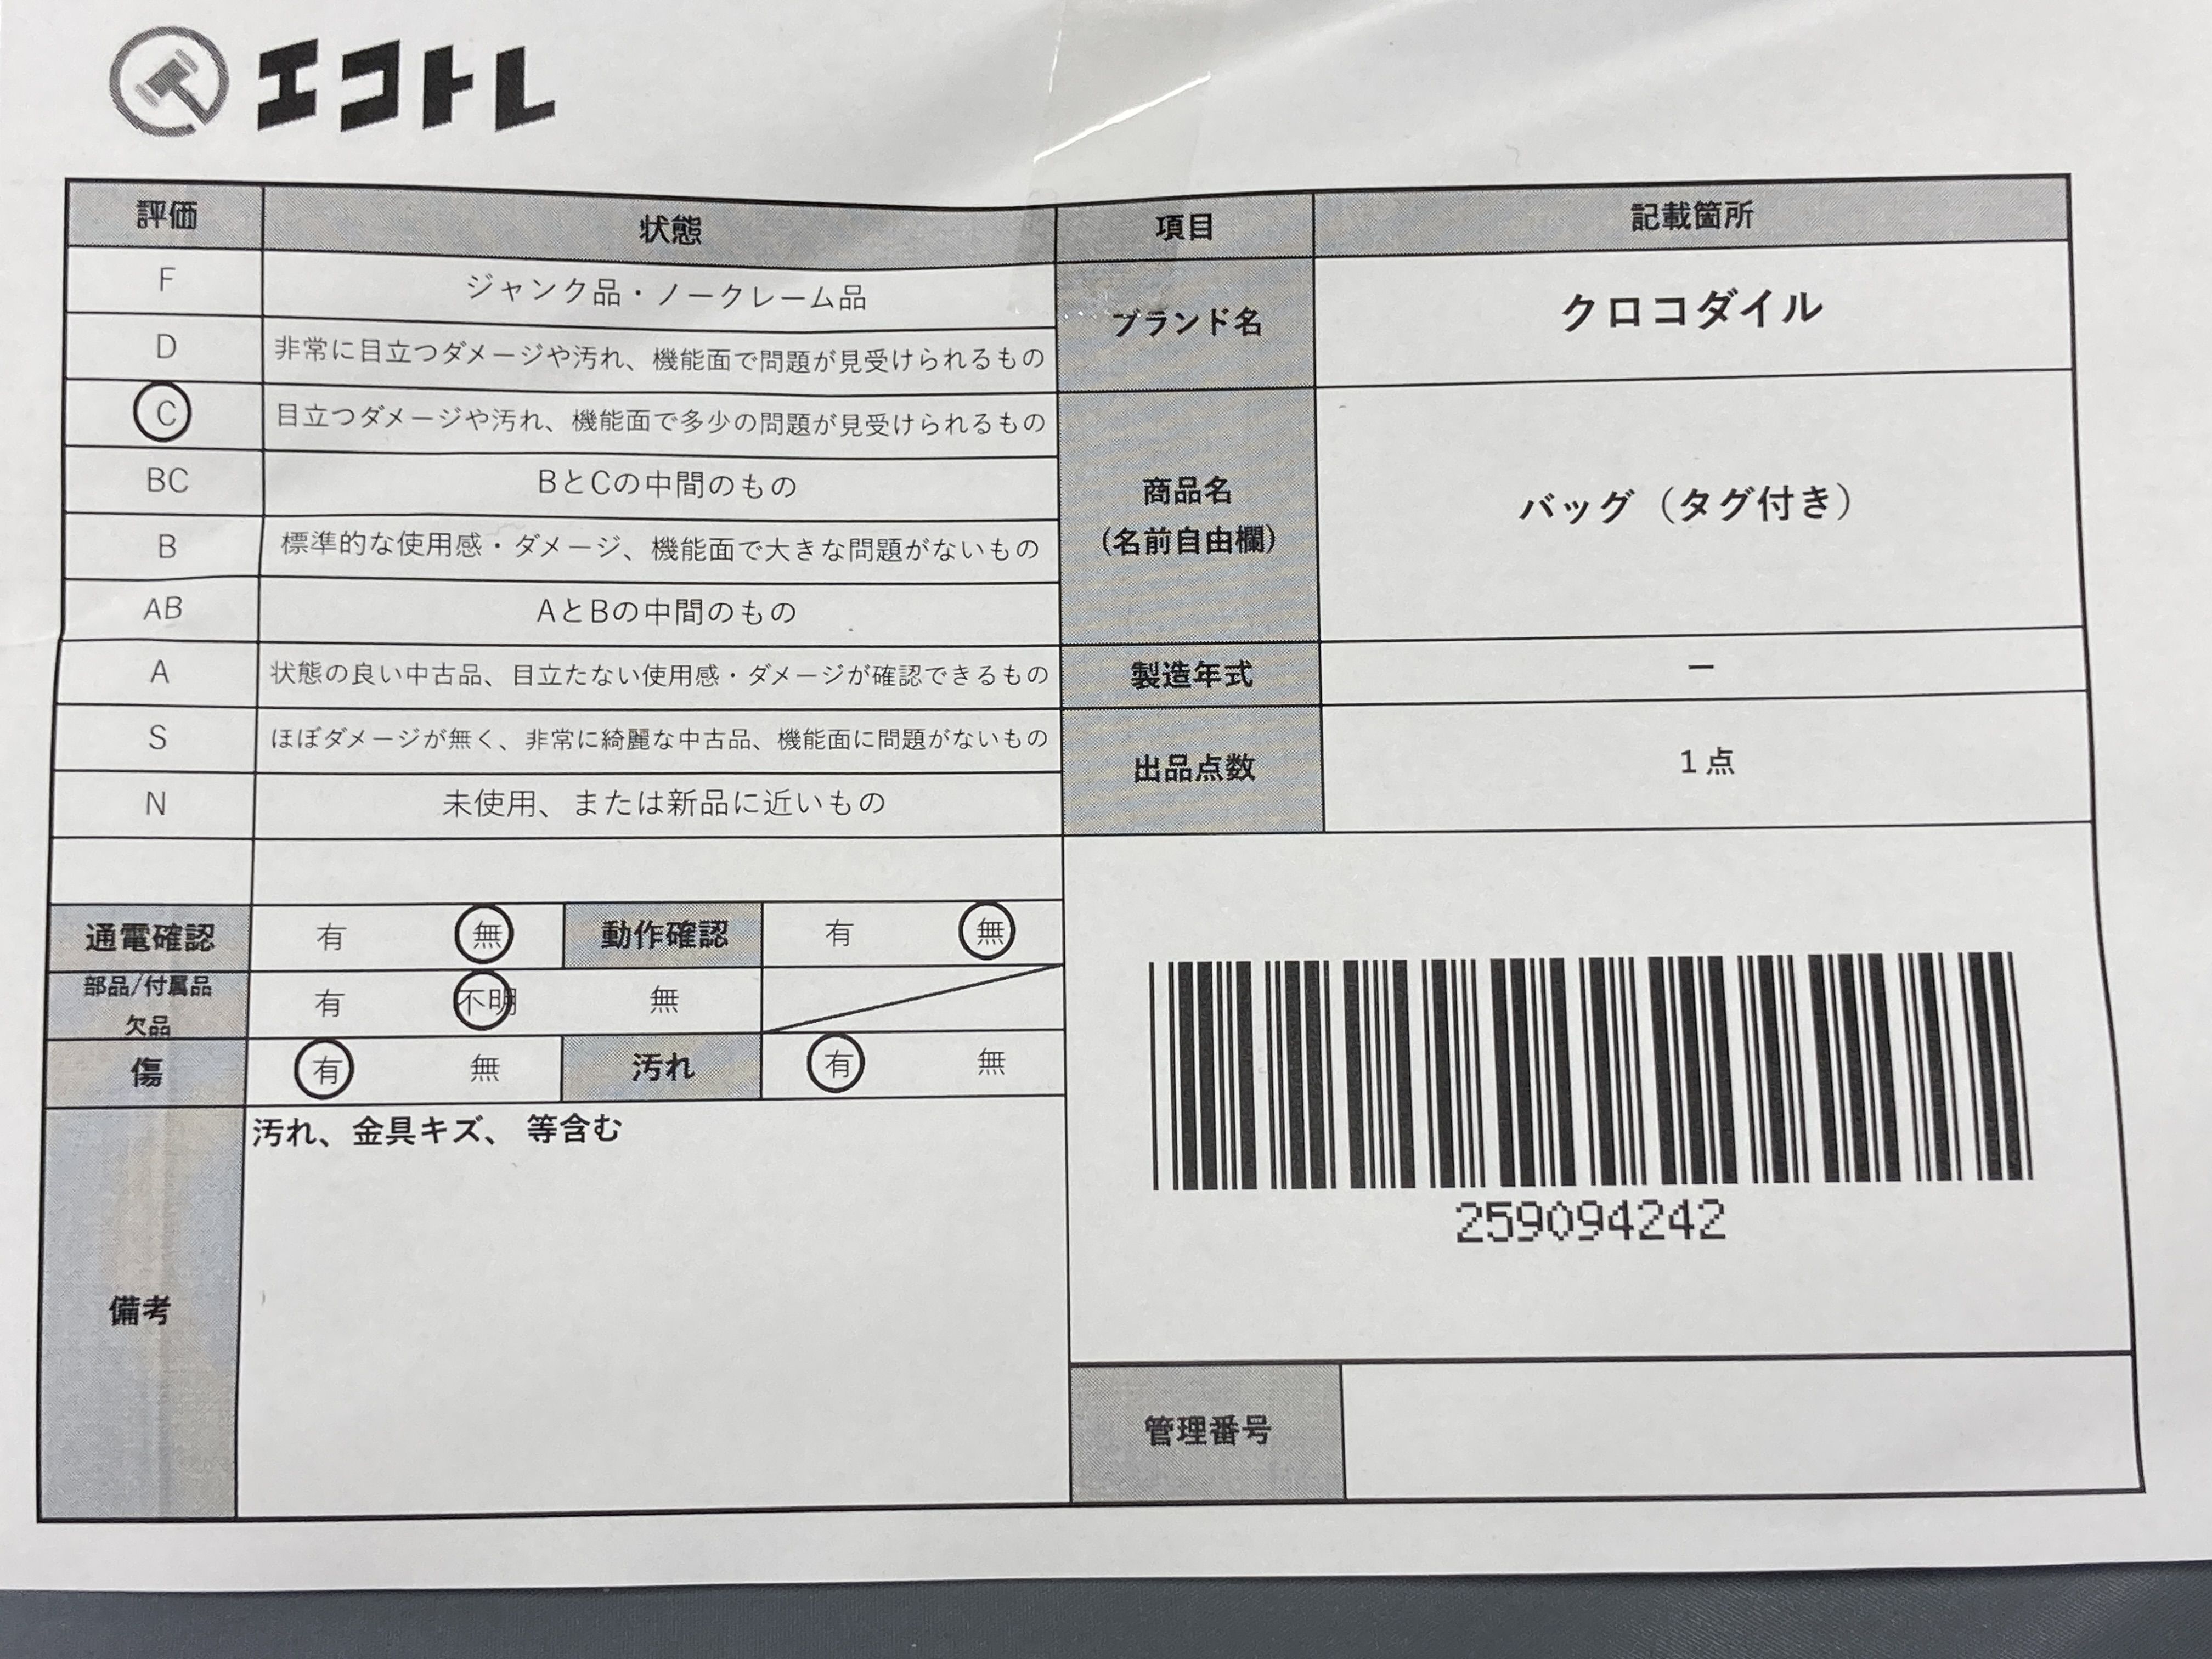 エコトレ
評価 状態 項目 記載箇所
F ジャンク品・ノークレーム品
D 非常に目立つダメージや汚れ、機能面で問題が見受けられるもの
ブランド名 クロコダイル
C 目立つダメージや汚れ、機能面で多少の問題が見受けられるもの
BC BとCの中間のもの
B 標準的な使用感・ダメージ、機能面で大きな問題がないもの
商品名
(名前自由欄)
バッグ（タグ付き）
AB AとBの中間のもの
A 状態の良い中古品、目立たない使用感・ダメージが確認できるもの
製造年式 ー
S ほぼダメージが無く、非常に綺麗な中古品、機能面に問題がないもの
出品点数 1点
N 未使用、または新品に近いもの
通電確認 有 無 動作確認 有 無
部品/付属品
欠品
有 不明 無
傷 有 無 汚れ 有 無
備考
汚れ、金具キズ、 等含む
259094242
管理番号